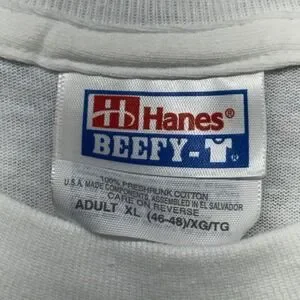 Hanes®
BEEFY-T®
100% PRESHRUNK COTTON
U.S.A. MADE COMPONENTS, ASSEMBLED IN EL SALVADOR
CARE ON REVERSE
ADULT XL (46-48)/XG/TG